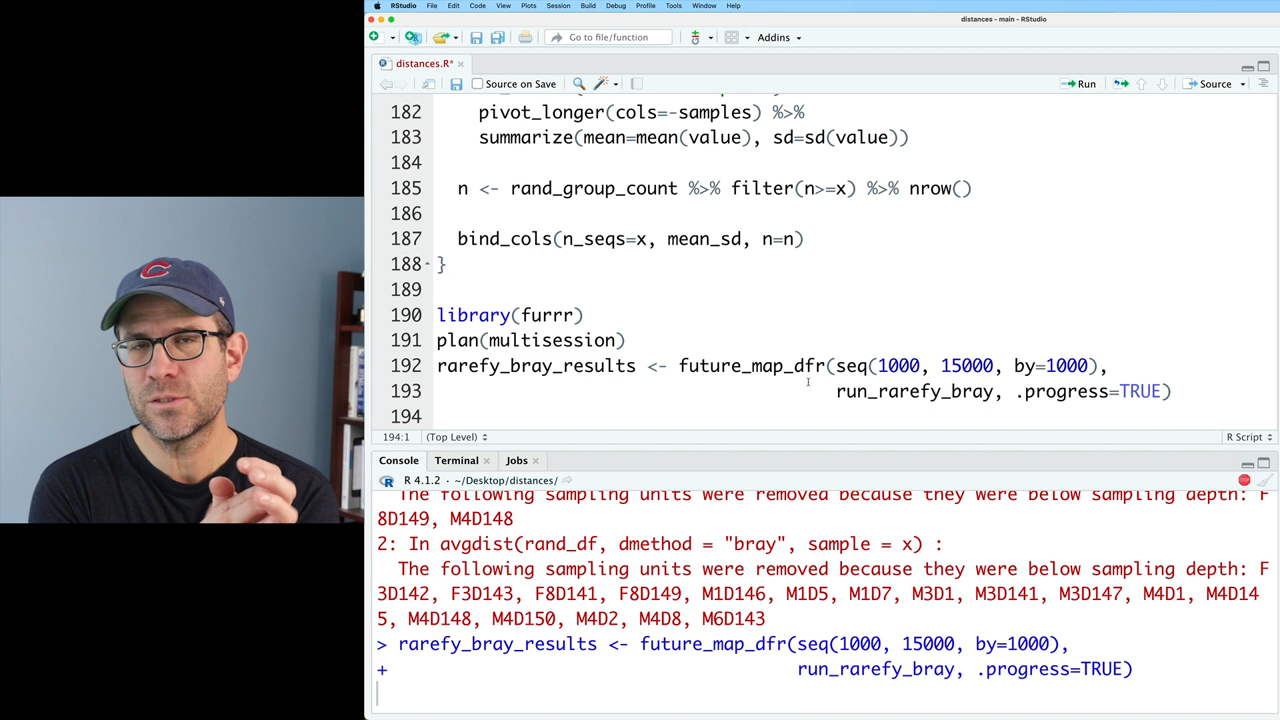 RStudio File Edit Code View Plots Session Build Debug Profile Tools Window Help
distances - main - RStudio
Go to file/function Addins
distances.R*
Source on Save Run Source
182 pivot_longer(cols=-samples) %>%
183 summarize(mean=mean(value), sd=sd(value))
184
185 n <- rand_group_count %>% filter(n>=x) %>% nrow()
186
187 bind_cols(n_seqs=x, mean_sd, n=n)
188 }
189
190 library(furrr)
191 plan(multisession)
192 rarefy_bray_results <- future_map_dfr(seq(1000, 15000, by=1000),
193 run_rarefy_bray, .progress=TRUE)
194
194:1 (Top Level) R Script
Console Terminal Jobs
R 4.1.2 · ~/Desktop/distances/
The following sampling units were removed because they were below sampling depth: F
8D149, M4D148
2: In avgdist(rand_df, dmethod = "bray", sample = x) :
The following sampling units were removed because they were below sampling depth: F
3D142, F3D143, F8D141, F8D149, M1D146, M1D5, M1D7, M3D1, M3D141, M3D147, M4D1, M4D14
5, M4D148, M4D150, M4D2, M4D8, M6D143
> rarefy_bray_results <- future_map_dfr(seq(1000, 15000, by=1000),
+ run_rarefy_bray, .progress=TRUE)
C